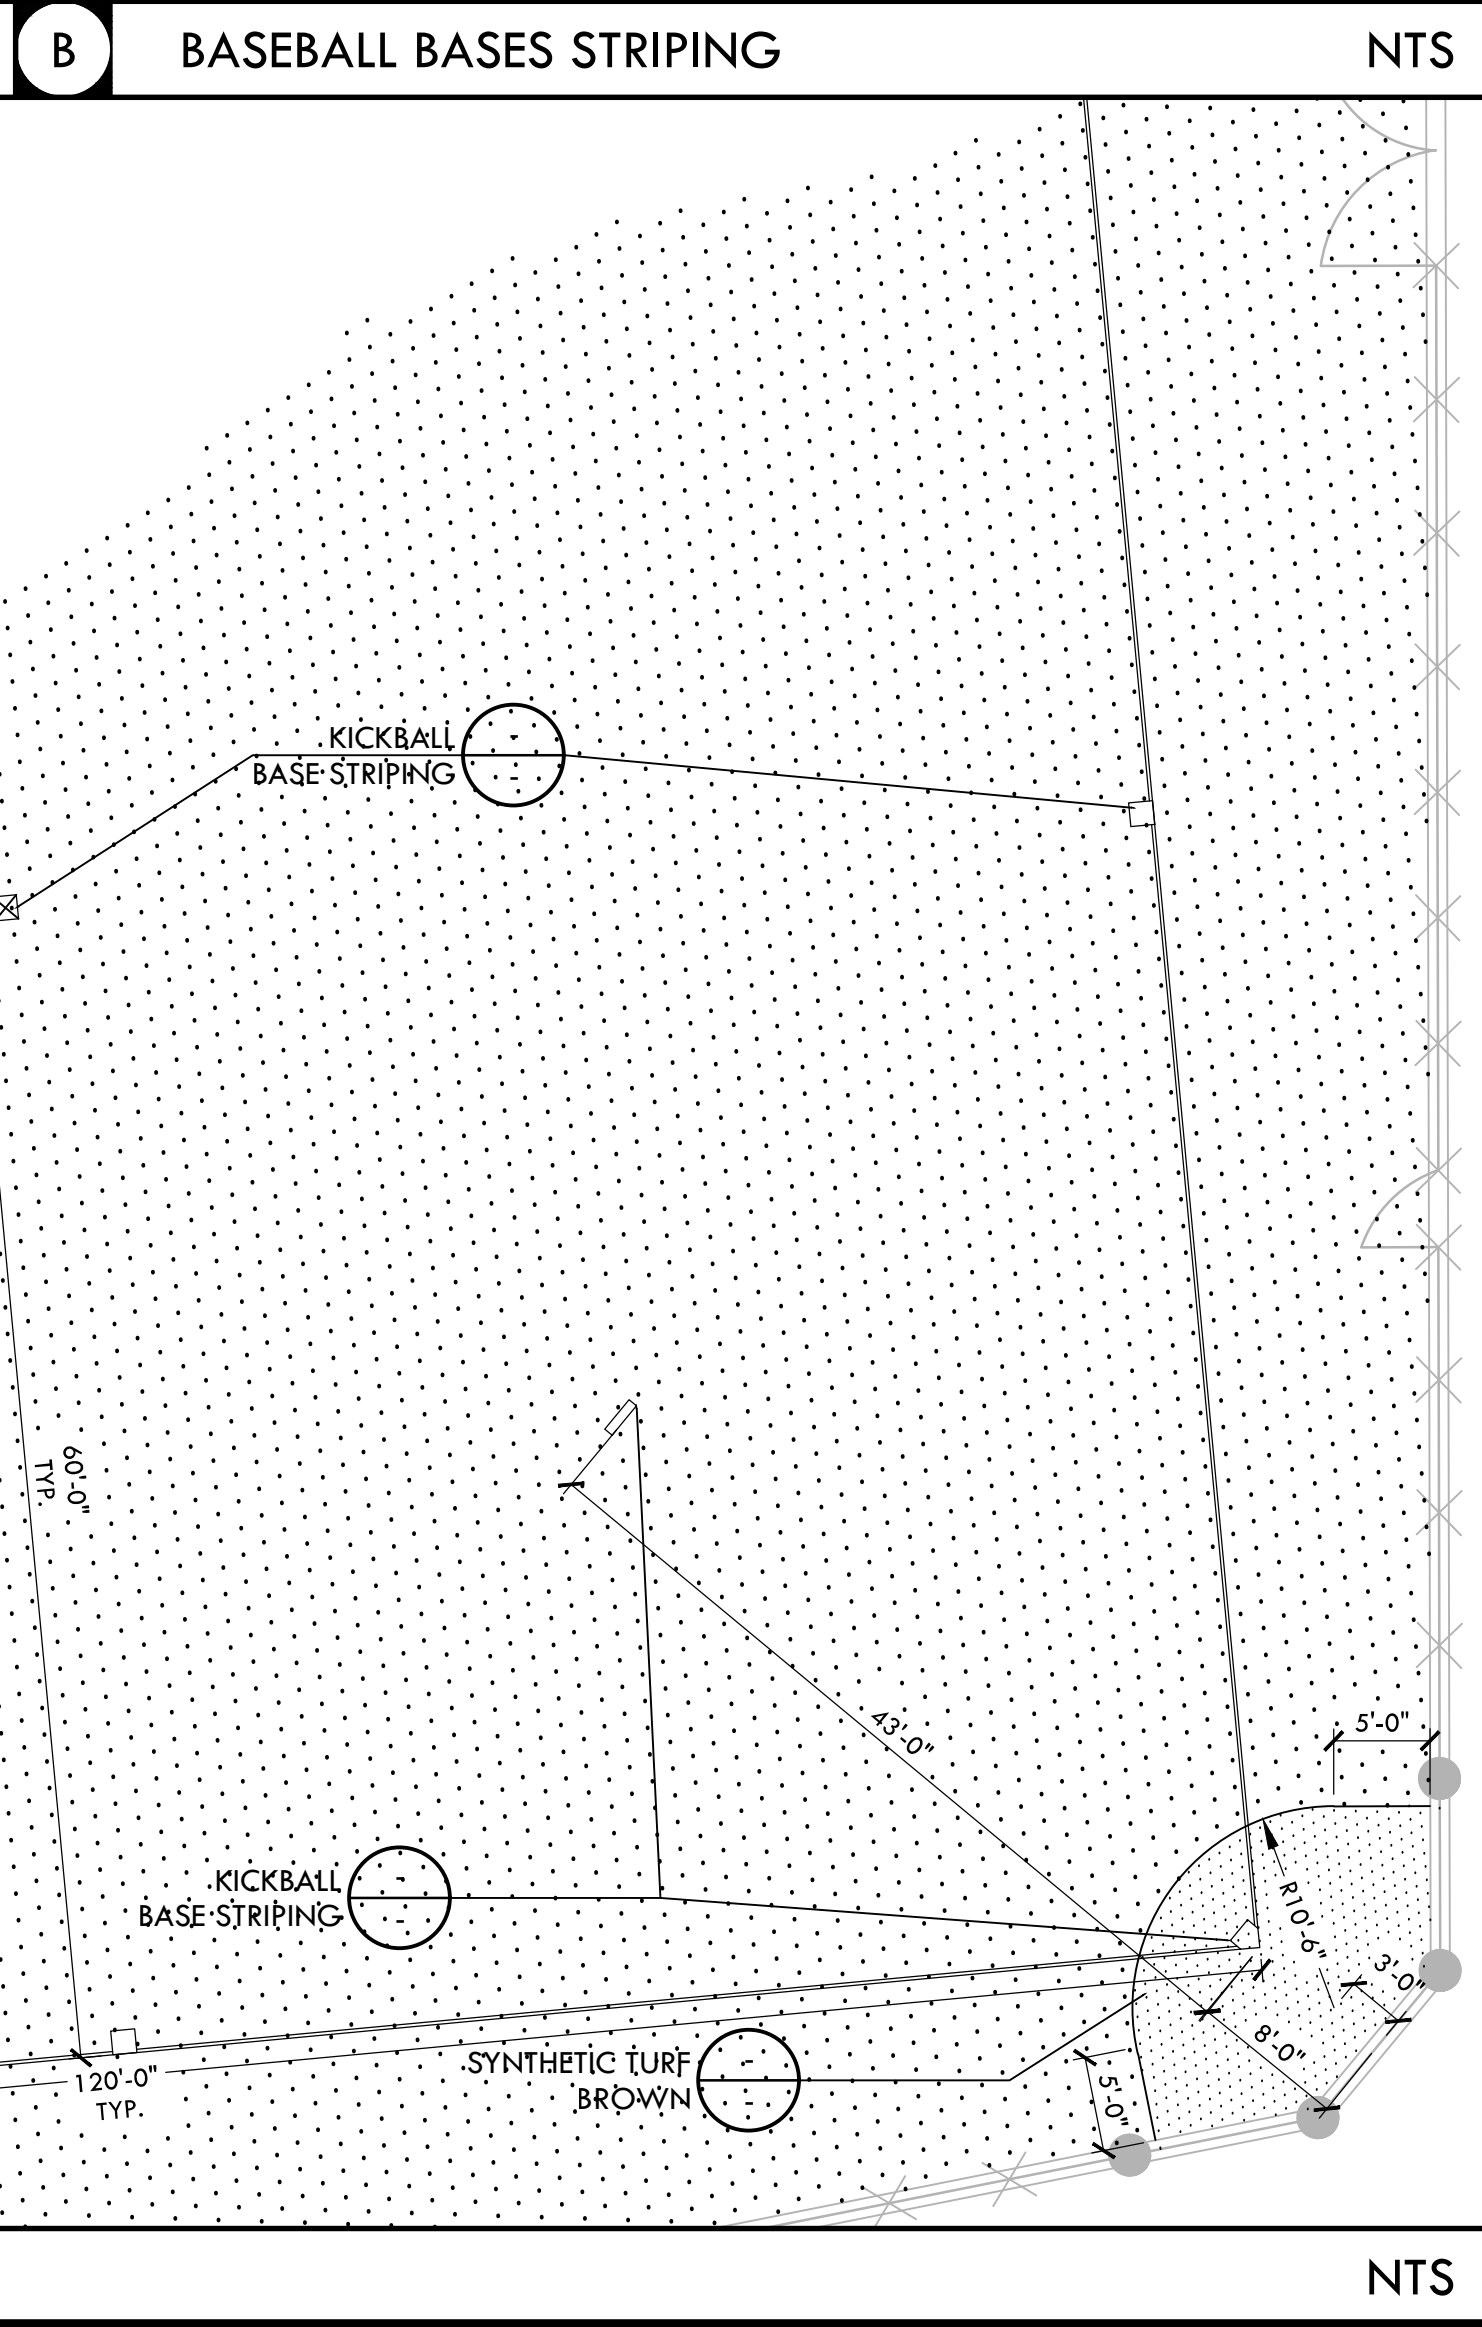 B
BASEBALL BASES STRIPING
NTS
KICKBALL
BASE STRIPING
-
-
60'-0"
TYP.
43'-0"
5'-0"
KICKBALL
BASE STRIPING
-
-
R10'-6"
3'-0"
8'-0"
SYNTHETIC TURF
BROWN
-
-
5'-0"
120'-0"
TYP.
NTS